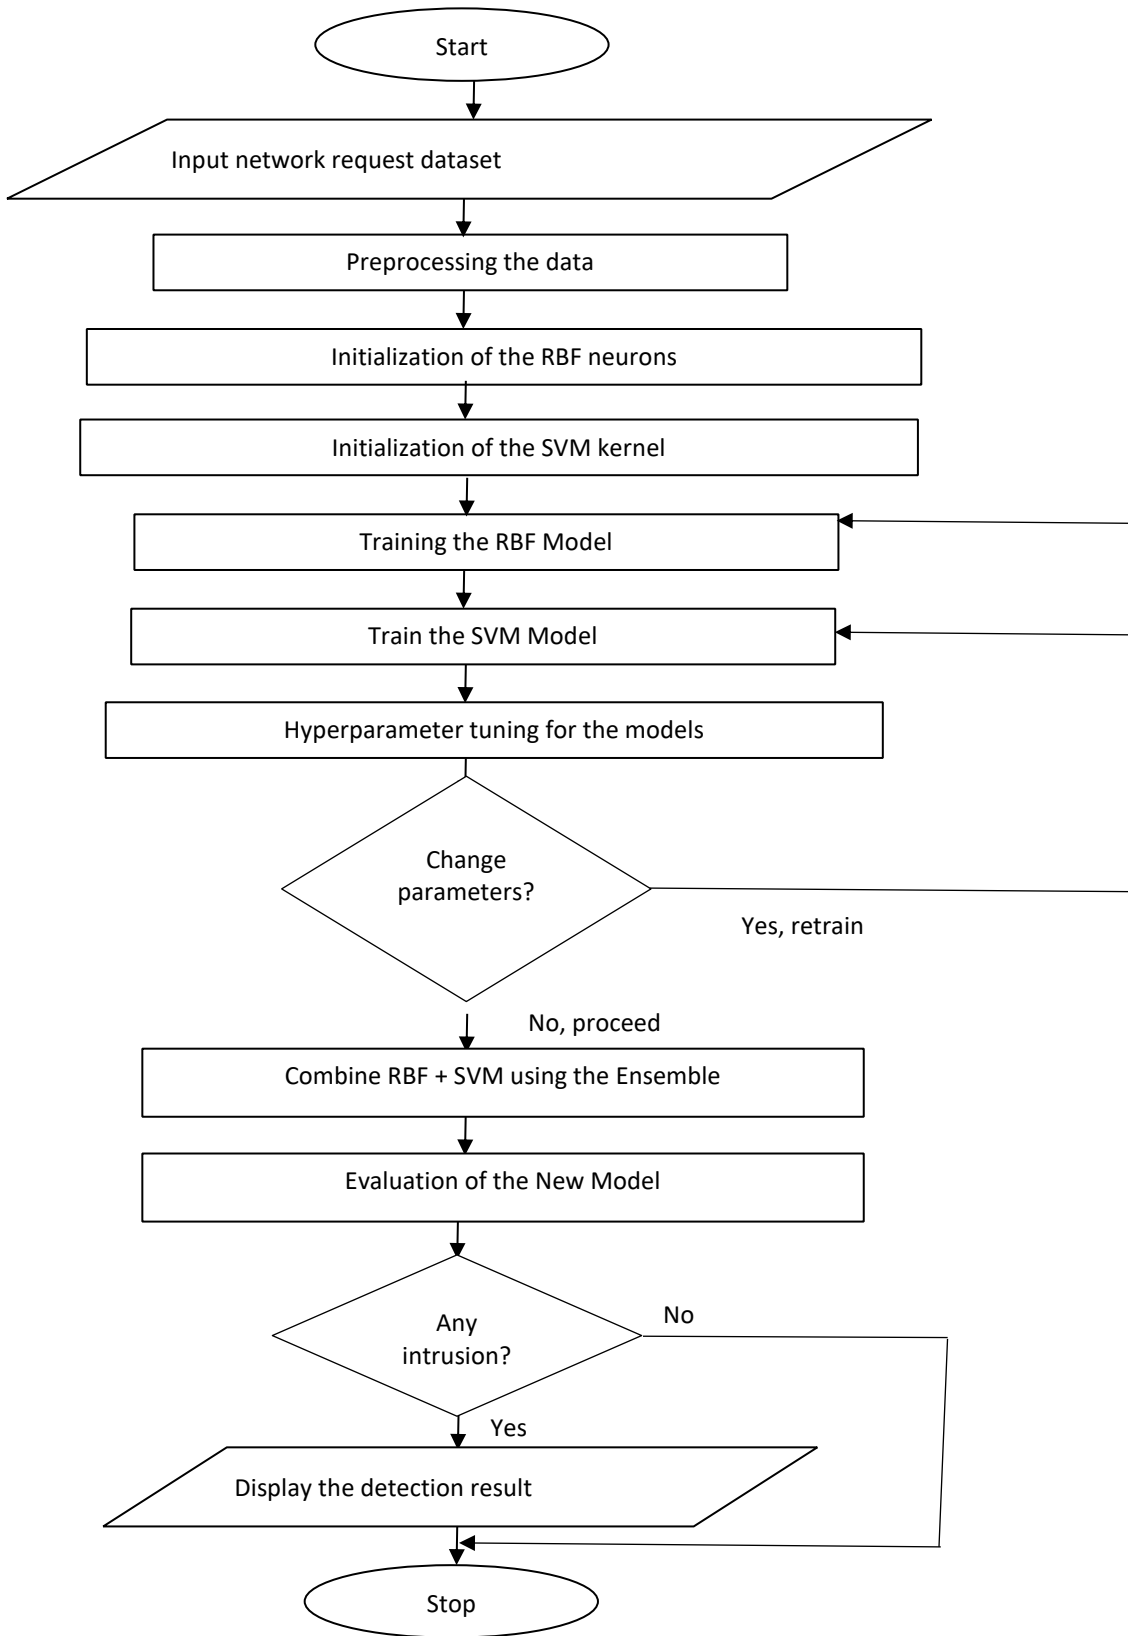 Start
Input network request dataset
Preprocessing the data
Initialization of the RBF neurons
Initialization of the SVM kernel
Training the RBF Model
Train the SVM Model
Hyperparameter tuning for the models
Change
parameters?
Yes, retrain
No, proceed
Combine RBF + SVM using the Ensemble
Evaluation of the New Model
No
Any
intrusion?
Yes
Display the detection result
Stop